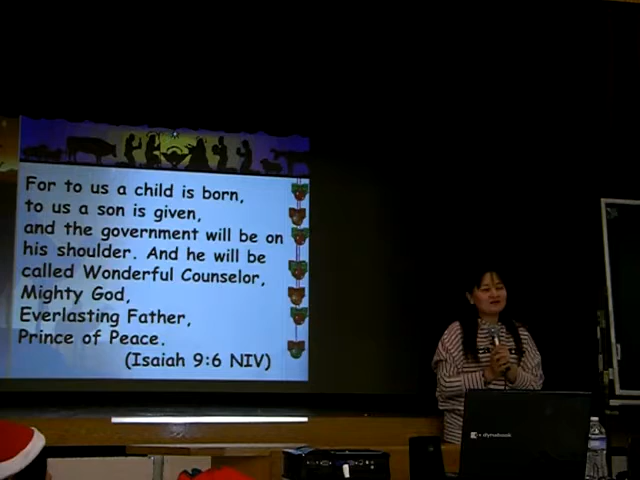 For to us a child is born,
to us a son is given,
and the government will be on
his shoulder. And he will be
called Wonderful Counselor,
Mighty God,
Everlasting Father,
Prince of Peace.
(Isaiah 9:6 NIV)
dynabook